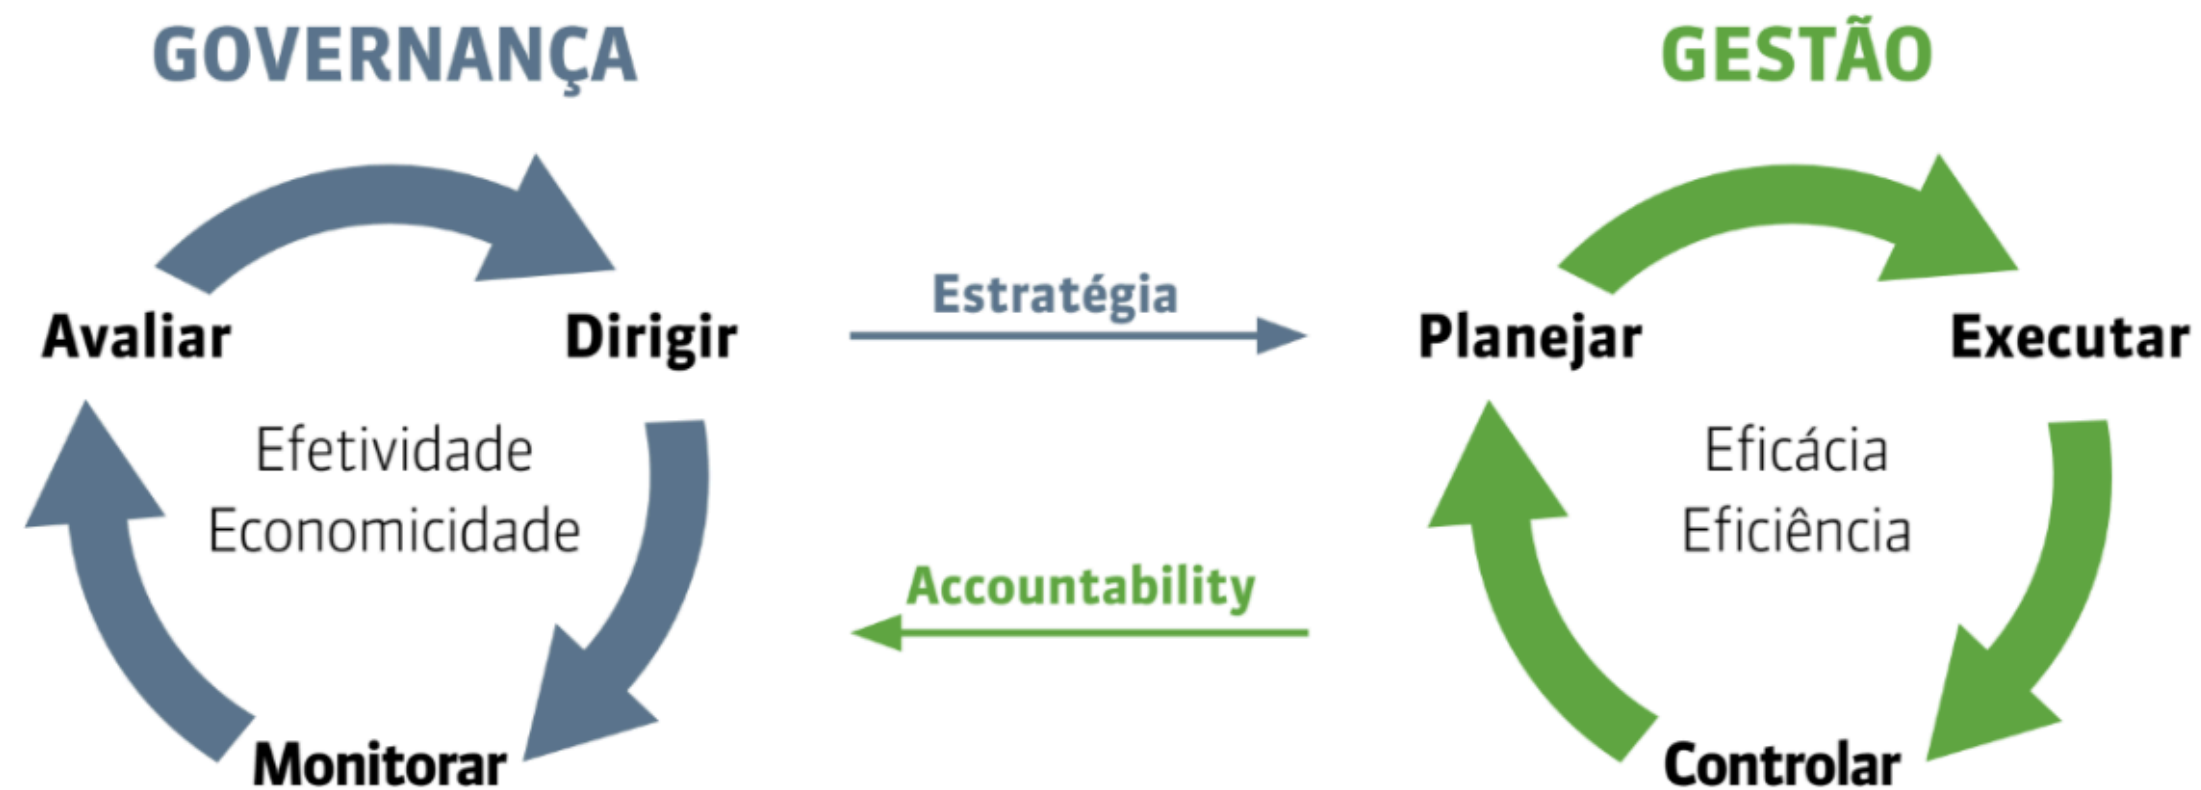 GOVERNANÇA
Avaliar
Dirigir
Efetividade
Economicidade
Monitorar
Estratégia
Accountability
GESTÃO
Planejar
Executar
Eficácia
Eficiência
Controlar